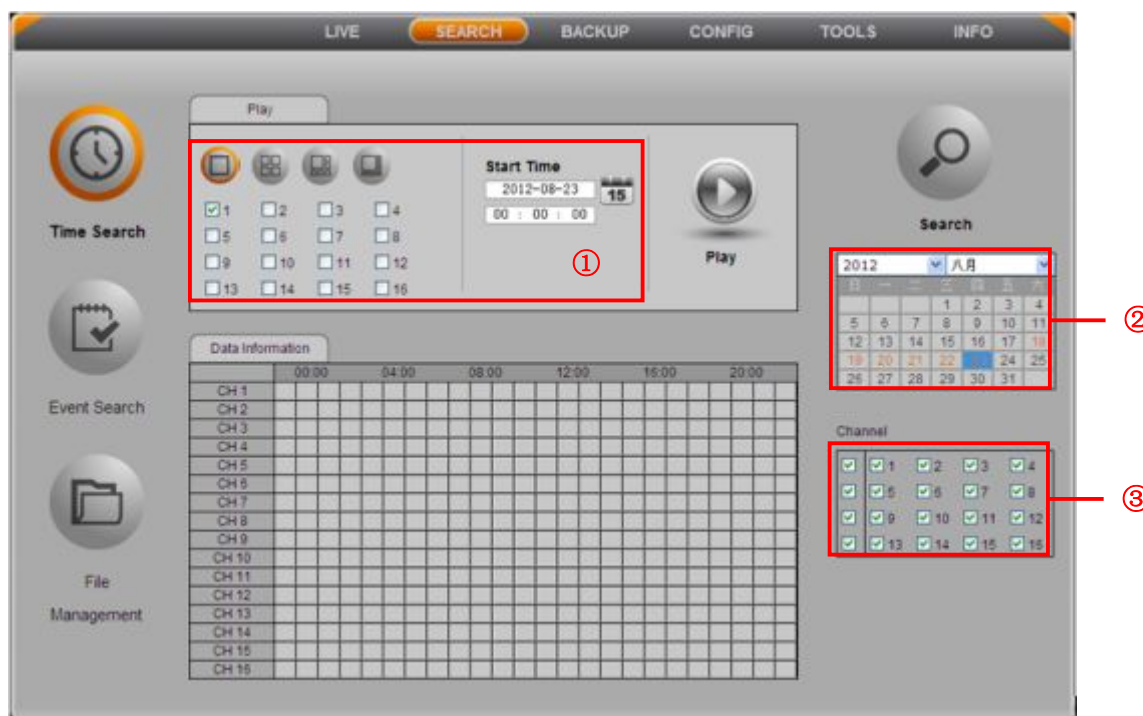 LIVE SEARCH BACKUP CONFIG TOOLS INFO
Play
Start Time
2012-08-23
15
00 : 00 : 00
1 2 3 4
5 6 7 8
9 10 11 12
13 14 15 16
①
Play
Time Search
Event Search
File
Management
Data Information
00:00 04:00 08:00 12:00 16:00 20:00
CH 1
CH 2
CH 3
CH 4
CH 5
CH 6
CH 7
CH 8
CH 9
CH 10
CH 11
CH 12
CH 13
CH 14
CH 15
CH 16
Search
2012 八月
日 一 二 三 四 五 六
1 2 3 4
5 6 7 8 9 10 11
12 13 14 15 16 17 18
19 20 21 22 23 24 25
26 27 28 29 30 31
②
Channel
1 2 3 4
5 6 7 8
9 10 11 12
13 14 15 16
③